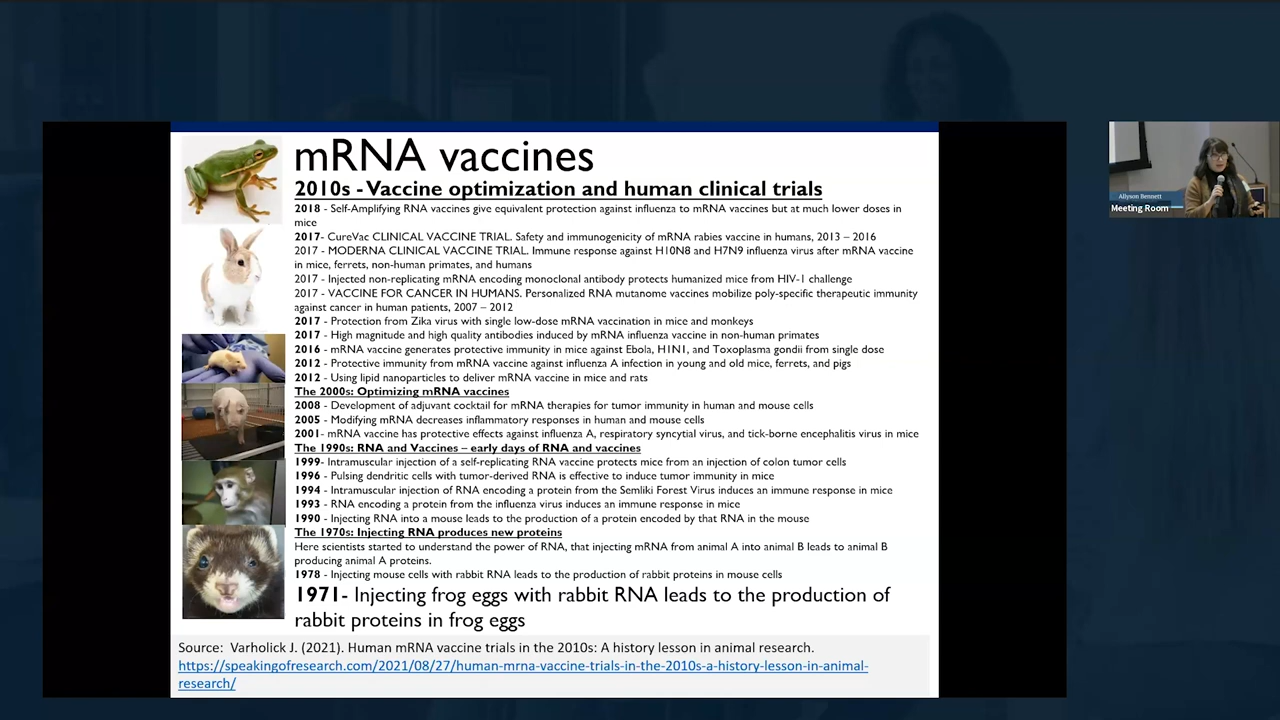 mRNA vaccines
2010s - Vaccine optimization and human clinical trials
2018 - Self-Amplifying RNA vaccines give equivalent protection against influenza to mRNA vaccines but at much lower doses in
mice
2017- CureVac CLINICAL VACCINE TRIAL. Safety and immunogenicity of mRNA rabies vaccine in humans, 2013 – 2016
2017 - MODERNA CLINICAL VACCINE TRIAL. Immune response against H10N8 and H7N9 influenza virus after mRNA vaccine
in mice, ferrets, non-human primates, and humans
2017 - Injected non-replicating mRNA encoding monoclonal antibody protects humanized mice from HIV-1 challenge
2017 - VACCINE FOR CANCER IN HUMANS. Personalized RNA mutanome vaccines mobilize poly-specific therapeutic immunity
against cancer in human patients, 2007 – 2012
2017 - Protection from Zika virus with single low-dose mRNA vaccination in mice and monkeys
2017 - High magnitude and high quality antibodies induced by mRNA influenza vaccine in non-human primates
2016 - mRNA vaccine generates protective immunity in mice against Ebola, H1N1, and Toxoplasma gondii from single dose
2012 - Protective immunity from mRNA vaccine against influenza A infection in young and old mice, ferrets, and pigs
2012 - Using lipid nanoparticles to deliver mRNA vaccine in mice and rats
The 2000s: Optimizing mRNA vaccines
2008 - Development of adjuvant cocktail for mRNA therapies for tumor immunity in human and mouse cells
2005 - Modifying mRNA decreases inflammatory responses in human and mouse cells
2001- mRNA vaccine has protective effects against influenza A, respiratory syncytial virus, and tick-borne encephalitis virus in mice
The 1990s: RNA and Vaccines – early days of RNA and vaccines
1999- Intramuscular injection of a self-replicating RNA vaccine protects mice from an injection of colon tumor cells
1996 - Pulsing dendritic cells with tumor-derived RNA is effective to induce tumor immunity in mice
1994 - Intramuscular injection of RNA encoding a protein from the Semliki Forest Virus induces an immune response in mice
1993 - RNA encoding a protein from the influenza virus induces an immune response in mice
1990 - Injecting RNA into a mouse leads to the production of a protein encoded by that RNA in the mouse
The 1970s: Injecting RNA produces new proteins
Here scientists started to understand the power of RNA, that injecting mRNA from animal A into animal B leads to animal B
producing animal A proteins.
1978 - Injecting mouse cells with rabbit RNA leads to the production of rabbit proteins in mouse cells
1971- Injecting frog eggs with rabbit RNA leads to the production of
rabbit proteins in frog eggs
Source: Varholick J. (2021). Human mRNA vaccine trials in the 2010s: A history lesson in animal research.
https://speakingofresearch.com/2021/08/27/human-mrna-vaccine-trials-in-the-2010s-a-history-lesson-in-animal-
research/
Allyson Bennett
Meeting Room